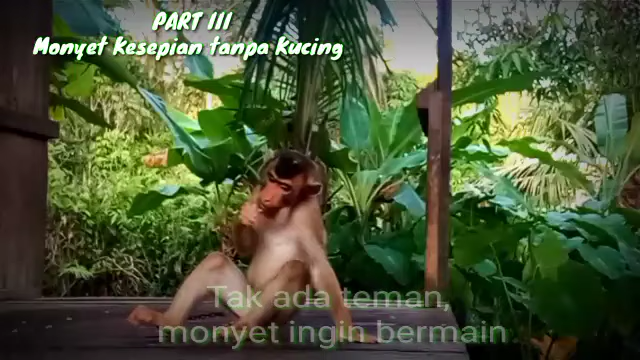 PART III
Monyet Kesepian tanpa Kucing
Tak ada teman,
monyet ingin bermain